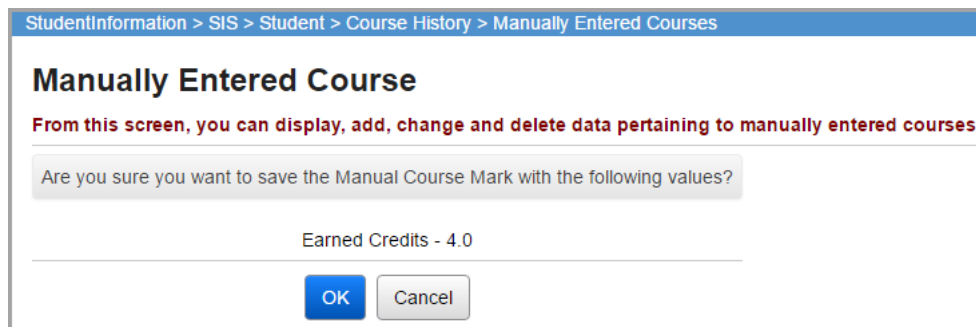 StudentInformation > SIS > Student > Course History > Manually Entered Courses
Manually Entered Course
From this screen, you can display, add, change and delete data pertaining to manually entered courses
Are you sure you want to save the Manual Course Mark with the following values?
Earned Credits - 4.0
OK Cancel